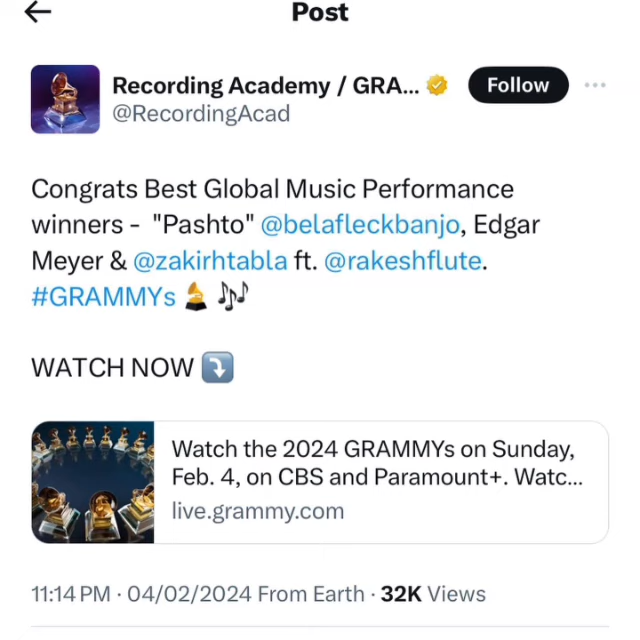 Post
Recording Academy / GRA...
Follow
@RecordingAcad
Congrats Best Global Music Performance
winners - "Pashto" @belafleckbanjo, Edgar
Meyer & @zakirhtabla ft. @rakeshflute.
#GRAMMYs
WATCH NOW
Watch the 2024 GRAMMYs on Sunday,
Feb. 4, on CBS and Paramount+. Watc...
live.grammy.com
11:14 PM · 04/02/2024 From Earth · 32K Views